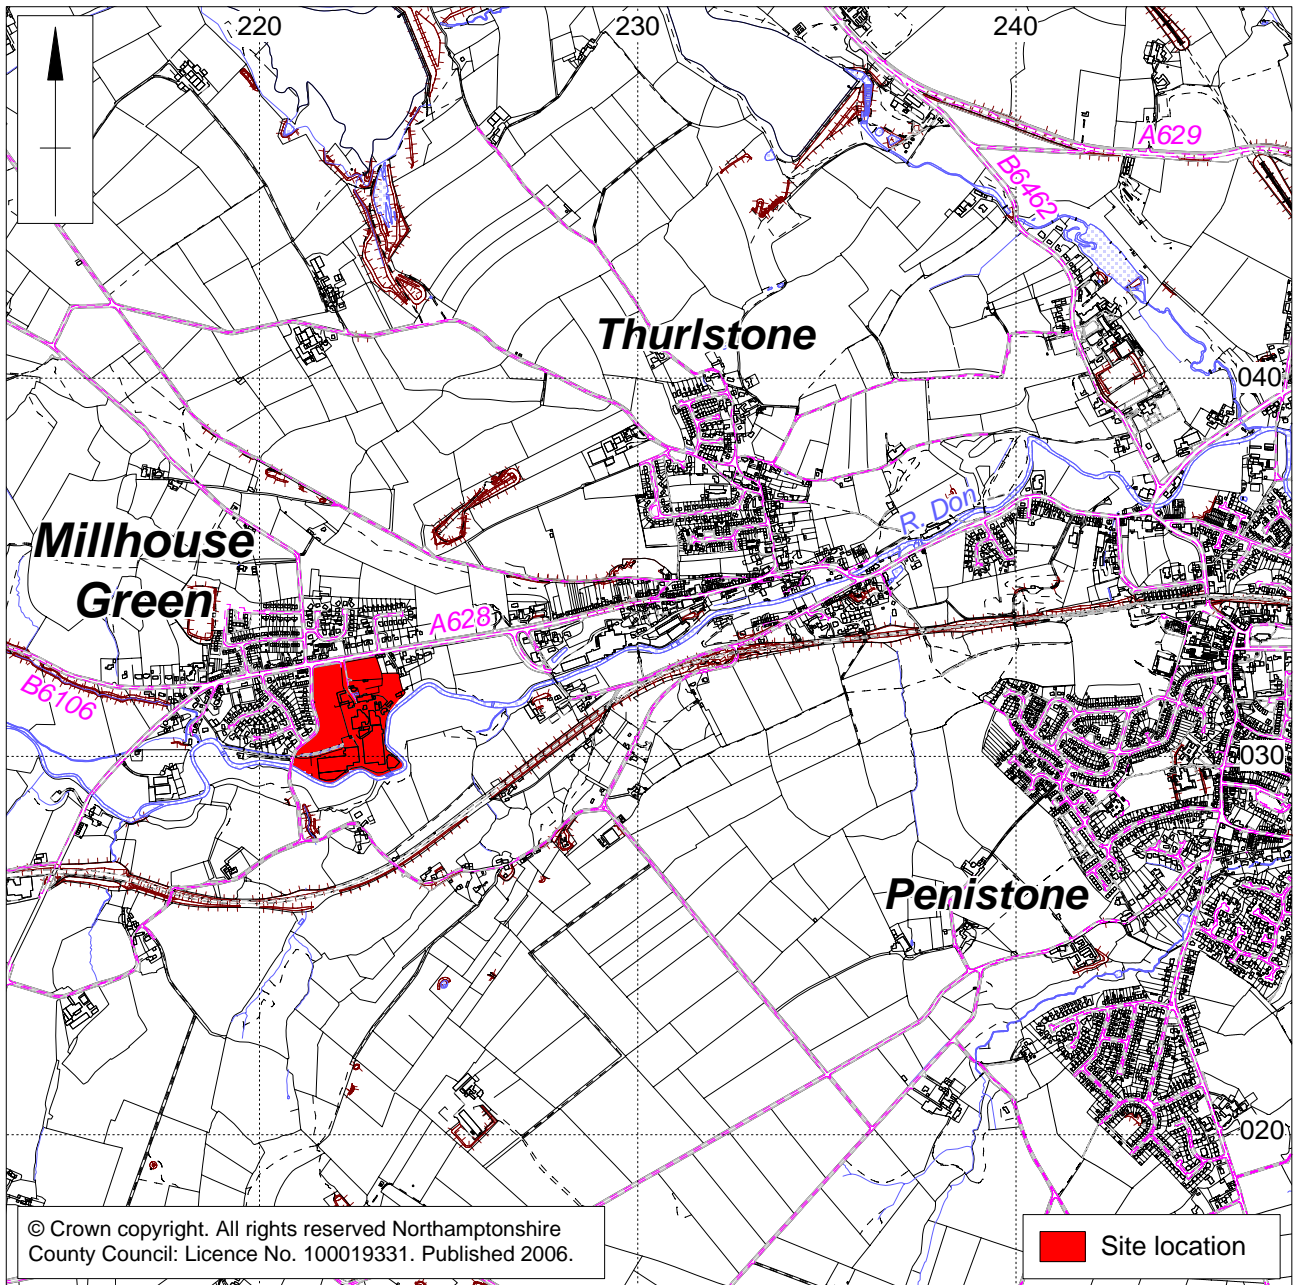 220
230
240
A629
B6462
Thurlstone
040
R. Don
Millhouse
Green
A628
B6106
030
Penistone
020
© Crown copyright. All rights reserved Northamptonshire
County Council: Licence No. 100019331. Published 2006.
Site location